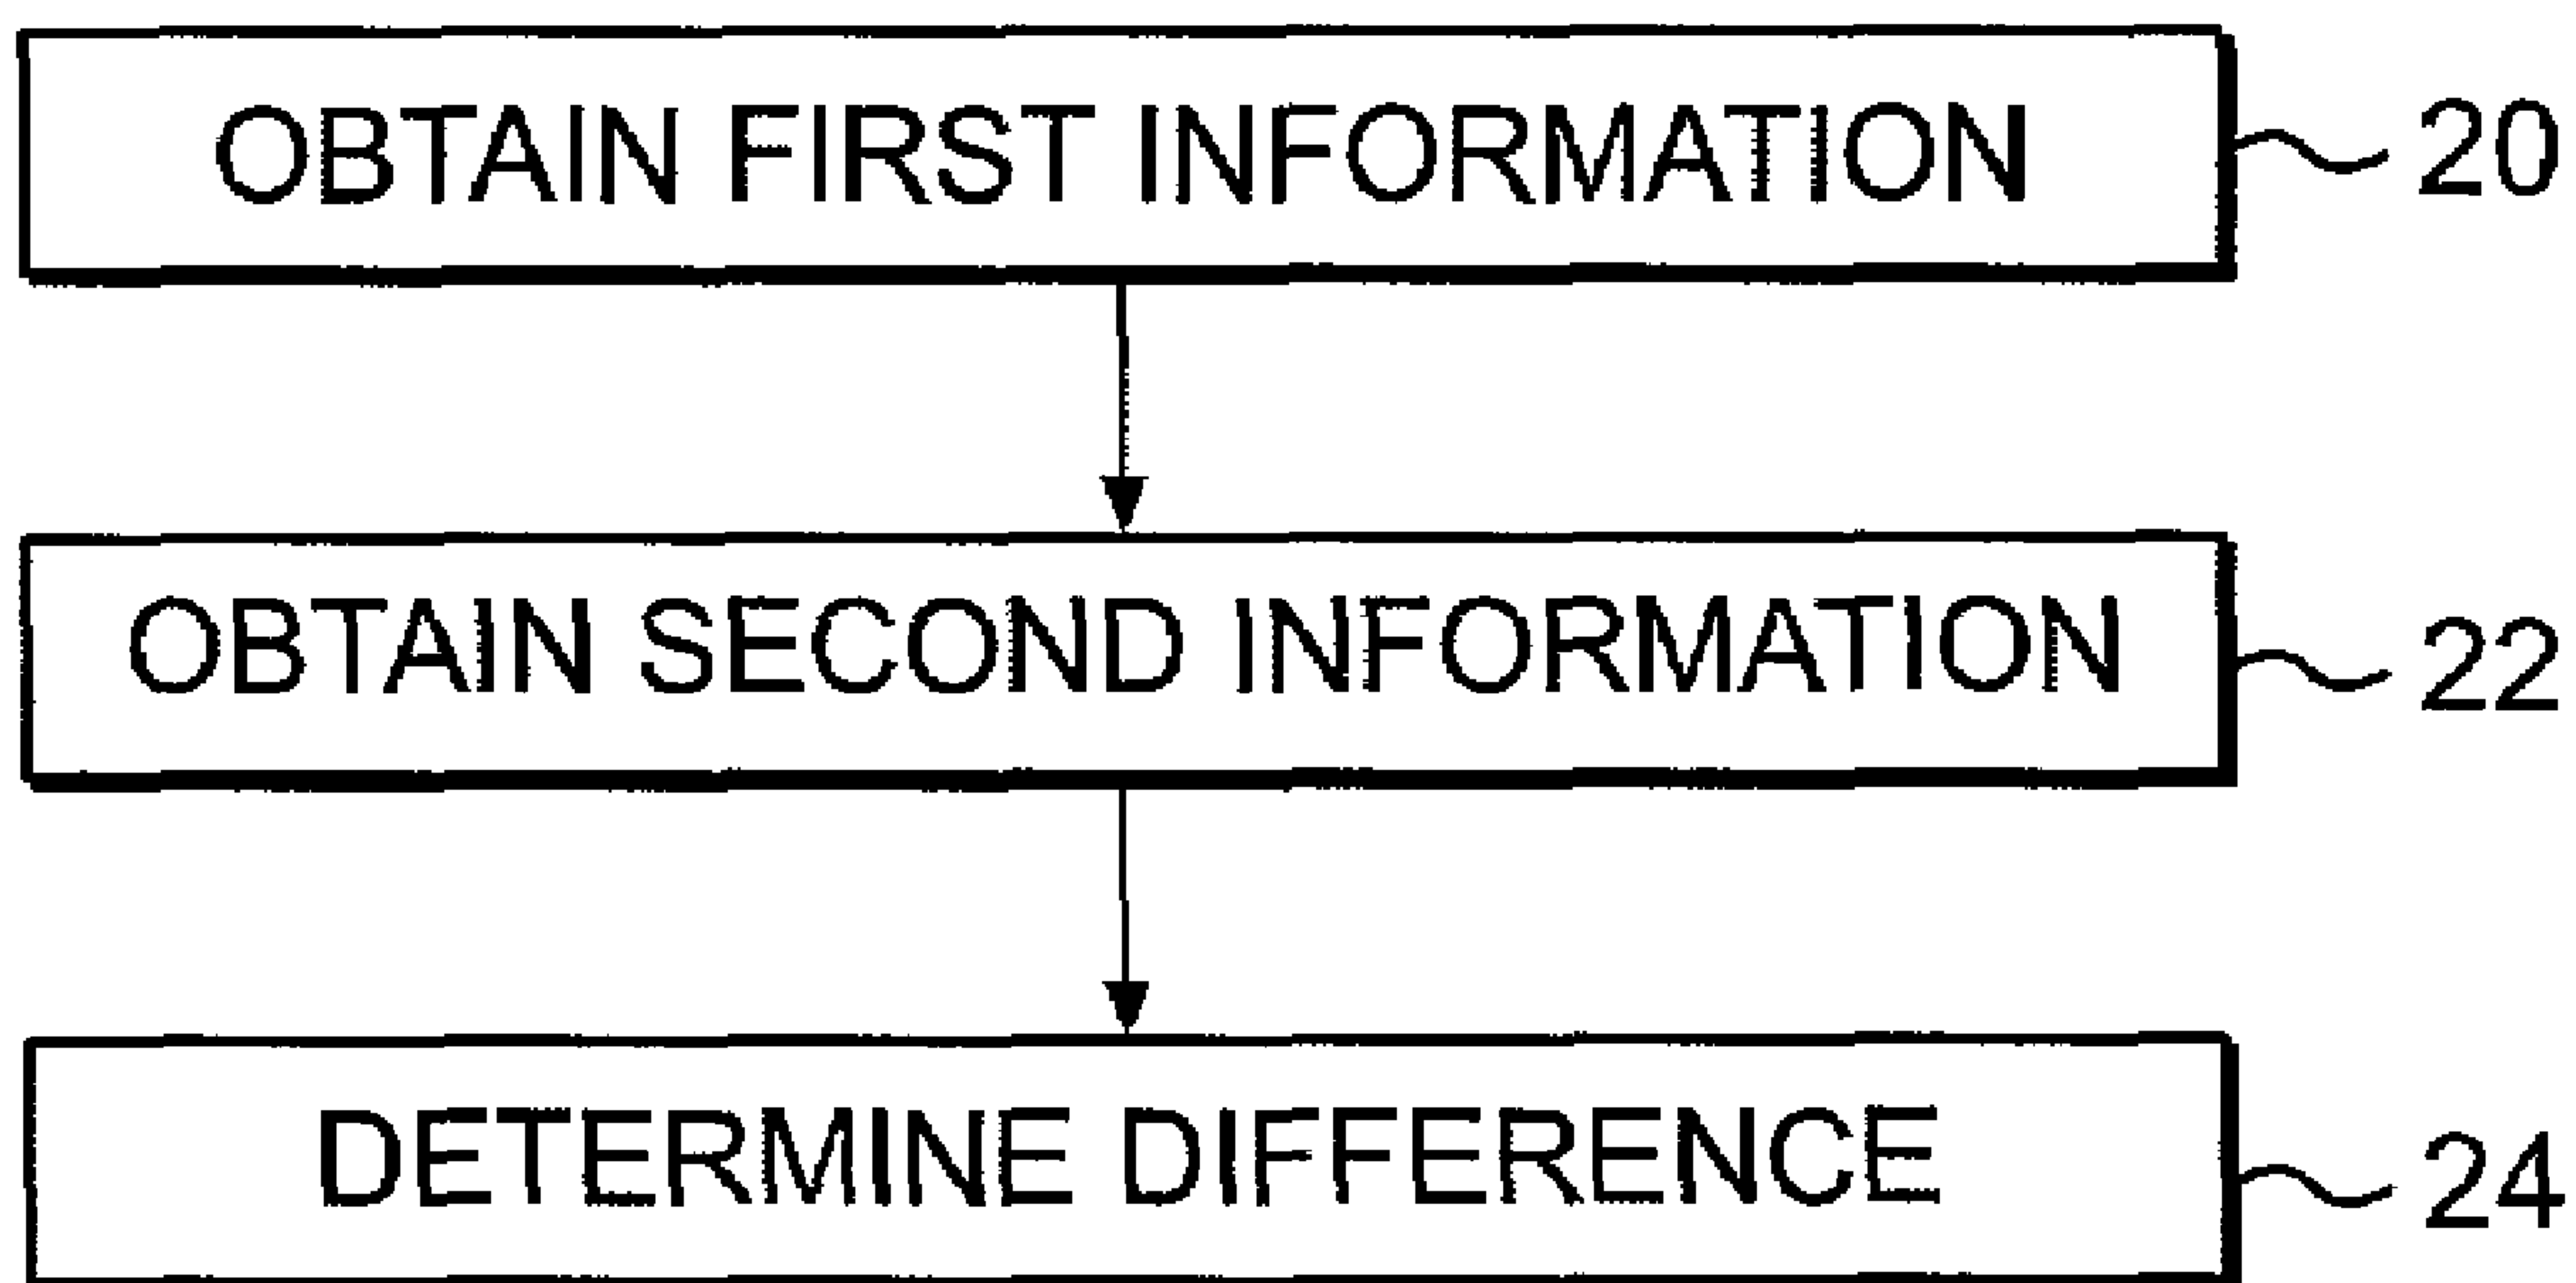 OBTAIN FIRST INFORMATION 20
OBTAIN SECOND INFORMATION 22
DETERMINE DIFFERENCE 24